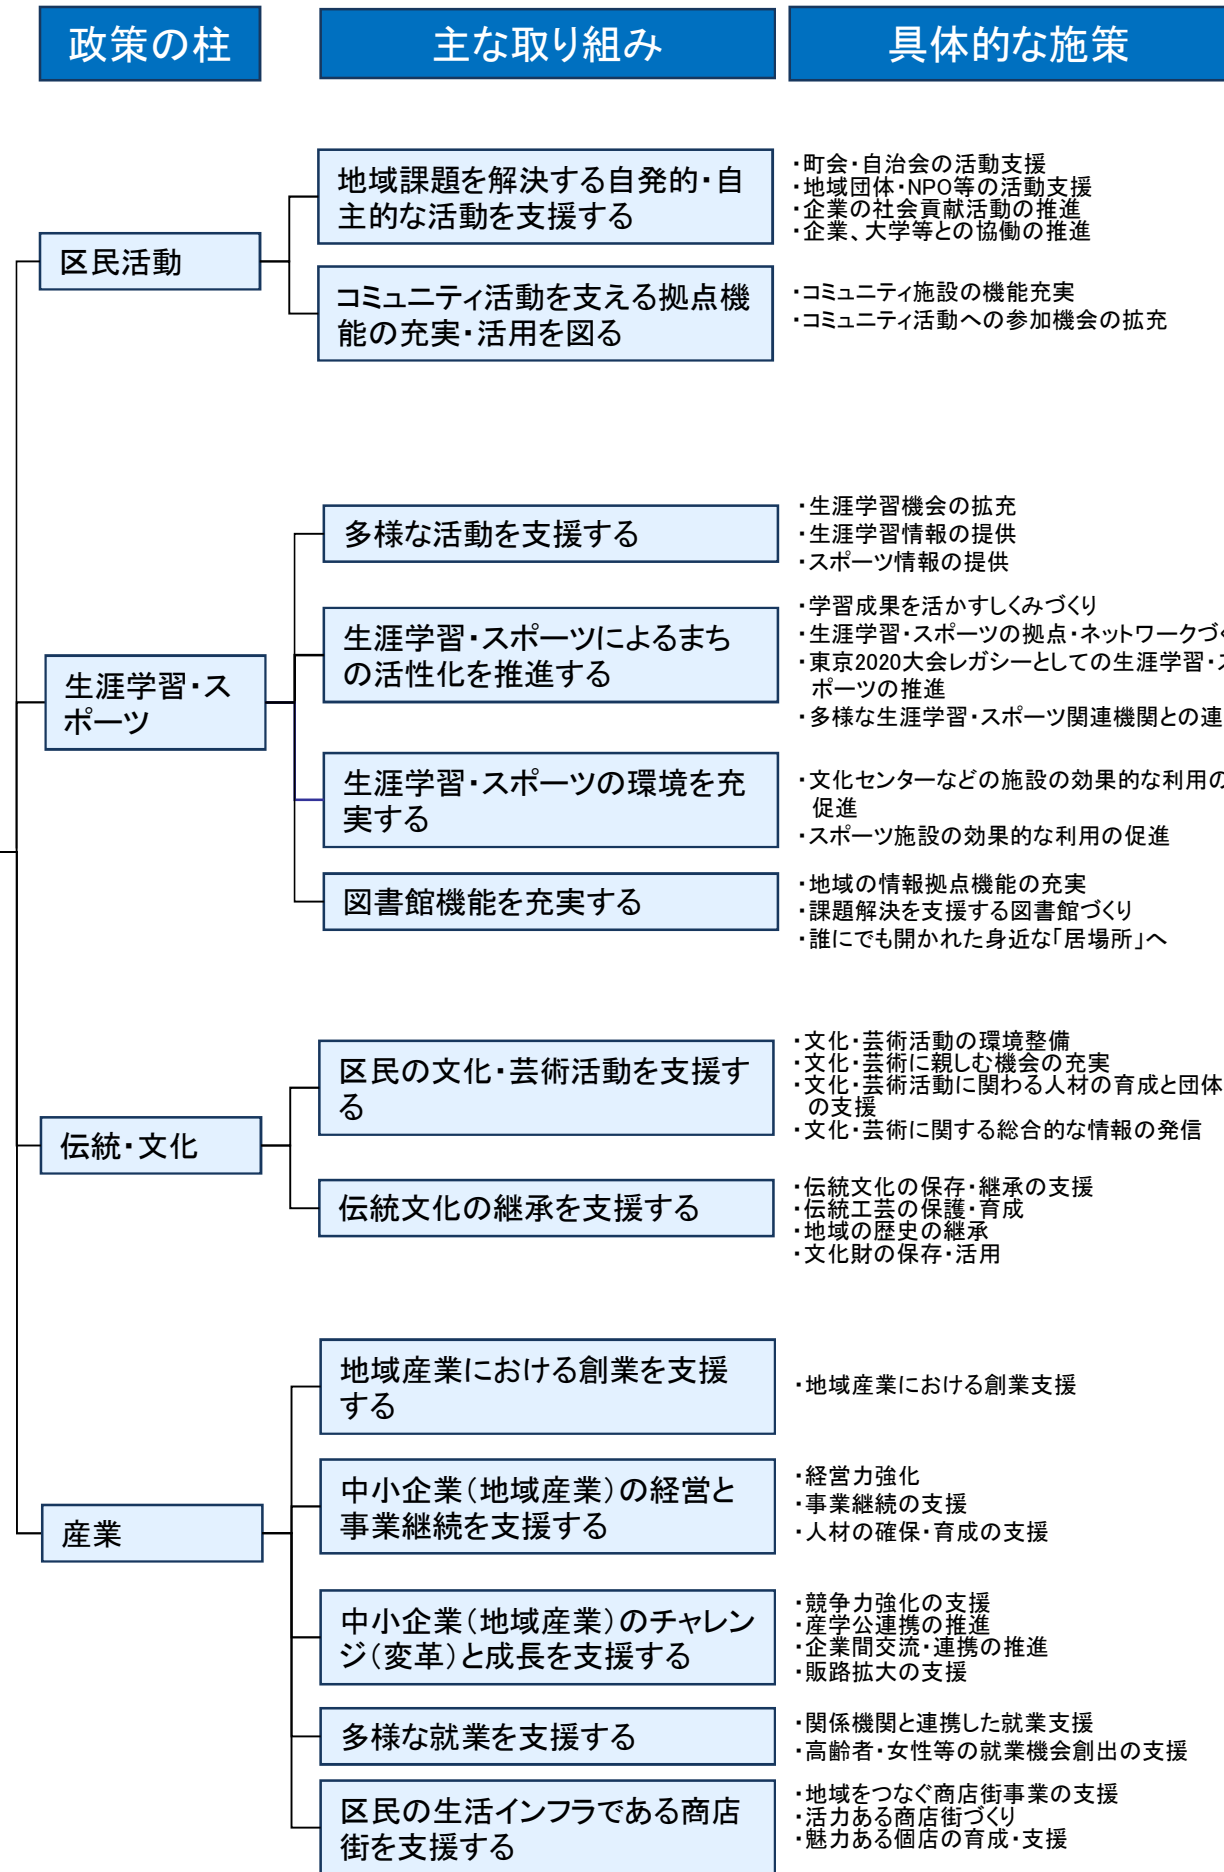 政策の柱
主な取り組み
具体的な施策
区民活動
地域課題を解決する自発的・自
主的な活動を支援する
・町会・自治会の活動支援
・地域団体・NPO等の活動支援
・企業の社会貢献活動の推進
・企業、大学等との協働の推進
コミュニティ活動を支える拠点機
能の充実・活用を図る
・コミュニティ施設の機能充実
・コミュニティ活動への参加機会の拡充
生涯学習・ス
ポーツ
多様な活動を支援する
・生涯学習機会の拡充
・生涯学習情報の提供
・スポーツ情報の提供
生涯学習・スポーツによるまち
の活性化を推進する
・学習成果を活かすしくみづくり
・生涯学習・スポーツの拠点・ネットワークづ
・東京2020大会レガシーとしての生涯学習・
ポーツの推進
・多様な生涯学習・スポーツ関連機関との連
生涯学習・スポーツの環境を充
実する
・文化センターなどの施設の効果的な利用の
促進
・スポーツ施設の効果的な利用の促進
図書館機能を充実する
・地域の情報拠点機能の充実
・課題解決を支援する図書館づくり
・誰にでも開かれた身近な「居場所」へ
伝統・文化
区民の文化・芸術活動を支援す
る
・文化・芸術活動の環境整備
・文化・芸術に親しむ機会の充実
・文化・芸術活動に関わる人材の育成と団体
の支援
・文化・芸術に関する総合的な情報の発信
伝統文化の継承を支援する
・伝統文化の保存・継承の支援
・伝統工芸の保護・育成
・地域の歴史の継承
・文化財の保存・活用
産業
地域産業における創業を支援
する
・地域産業における創業支援
中小企業（地域産業）の経営と
事業継続を支援する
・経営力強化
・事業継続の支援
・人材の確保・育成の支援
中小企業（地域産業）のチャレン
ジ（変革）と成長を支援する
・競争力強化の支援
・産学公連携の推進
・企業間交流・連携の推進
・販路拡大の支援
多様な就業を支援する
・関係機関と連携した就業支援
・高齢者・女性等の就業機会創出の支援
区民の生活インフラである商店
街を支援する
・地域をつなぐ商店街事業の支援
・活力ある商店街づくり
・魅力ある個店の育成・支援